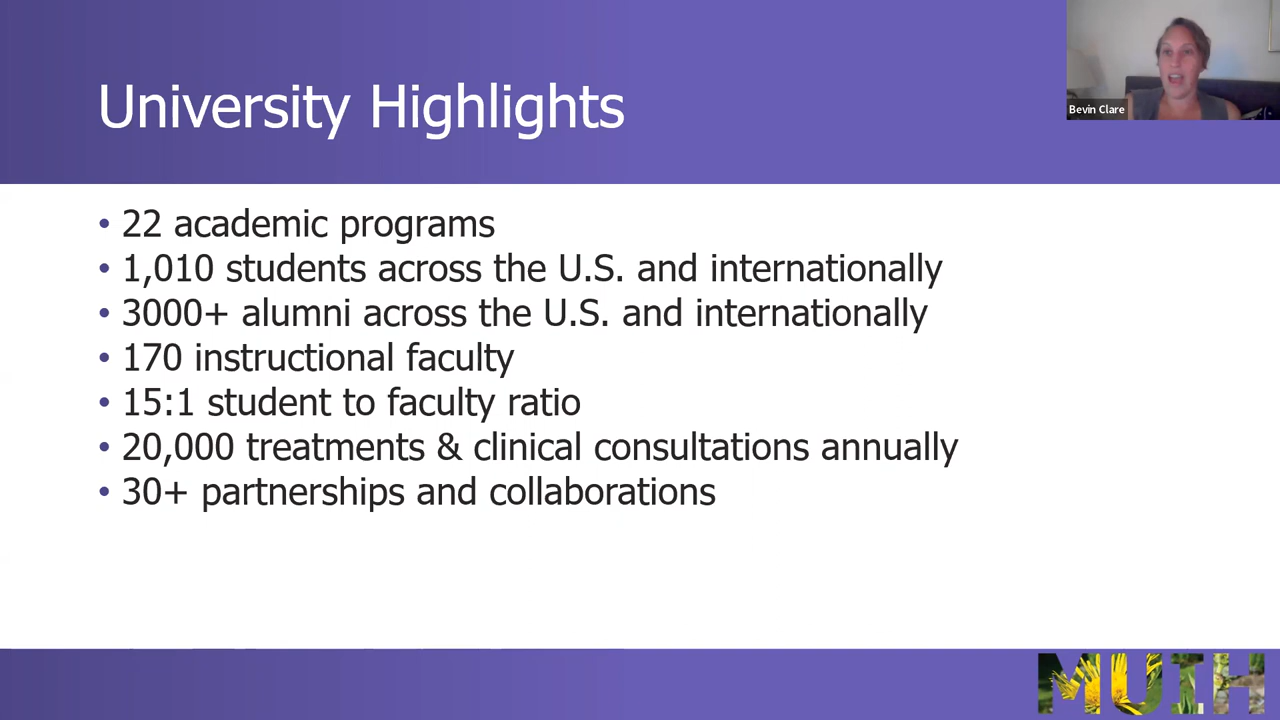 University Highlights
Bevin Clare
• 22 academic programs
• 1,010 students across the U.S. and internationally
• 3000+ alumni across the U.S. and internationally
• 170 instructional faculty
• 15:1 student to faculty ratio
• 20,000 treatments & clinical consultations annually
• 30+ partnerships and collaborations
MUIH